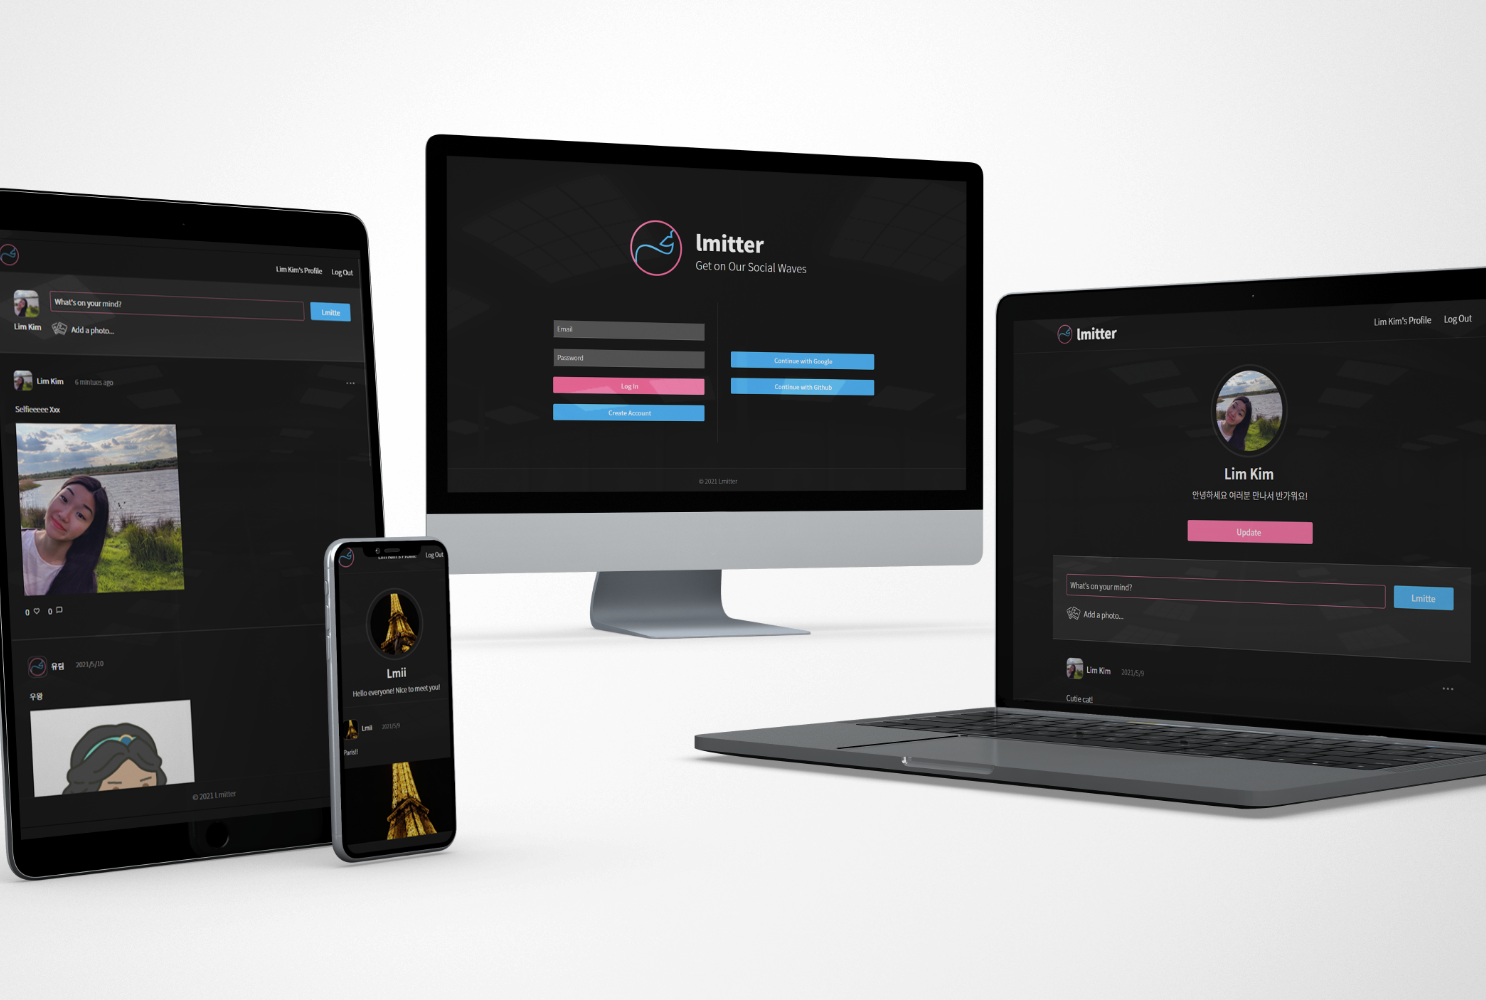 Lim Kim's Profile Log Out
What's on your mind?
Lmitte
Lim Kim
Add a photo...
Lim Kim 6 mintues ago
Selfieeeee Xxx
0 0
유딤 2021/5/10
우왕
© 2021 Lmitter
Log Out
Lmii
Hello everyone! Nice to meet you!
Lmii 2021/5/9
Paris!!
lmitter
Get on Our Social Waves
Email
Password
Log In
Create Account
Continue with Google
Continue with Github
© 2021 Lmitter
lmitter
Lim Kim's Profile Log Out
Lim Kim
안녕하세요 여러분 만나서 반가워요!
Update
What's on your mind?
Lmitte
Add a photo...
Lim Kim 2021/5/9
Cutie cat!